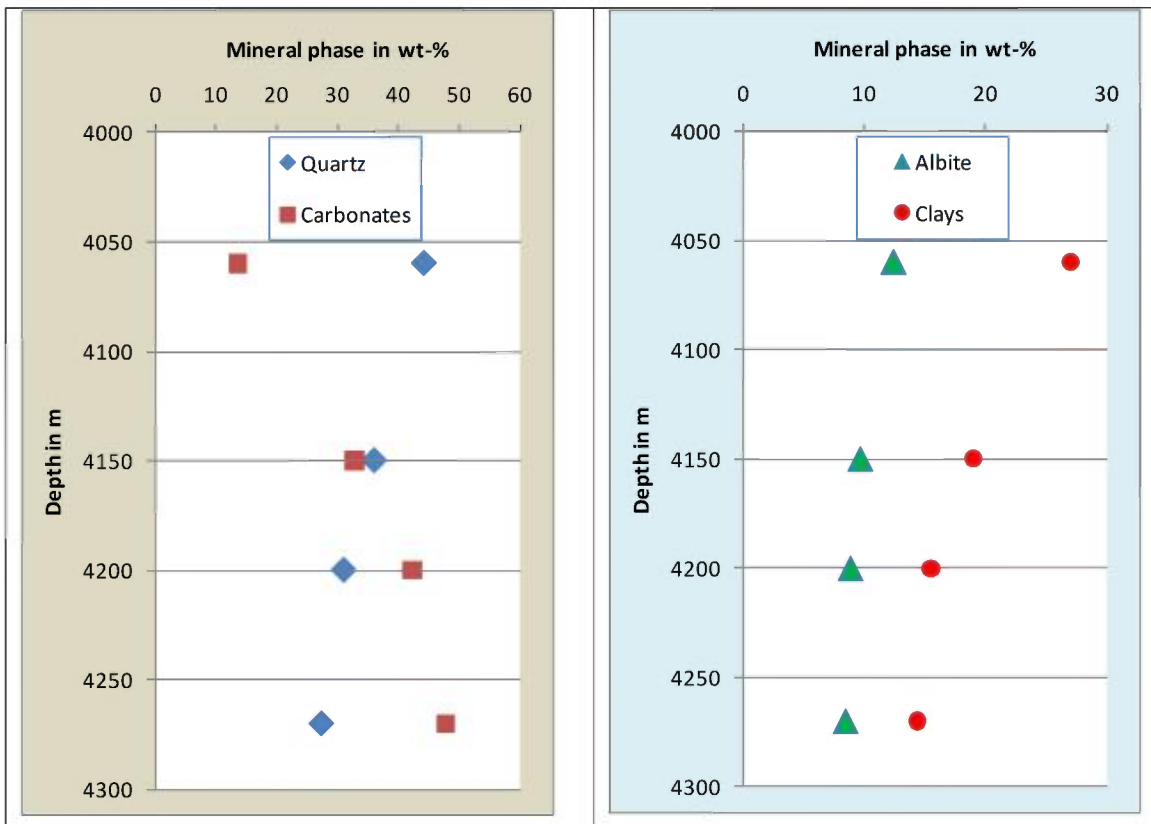 Mineral phase in wt-%
0 10 20 30 40 50 60
4000
Quartz
Carbonates
4050
4100
4150
4200
4250
4300
Depth in m
Mineral phase in wt-%
0 10 20 30
4000
Albite
Clays
4050
4100
4150
4200
4250
4300
Depth in m